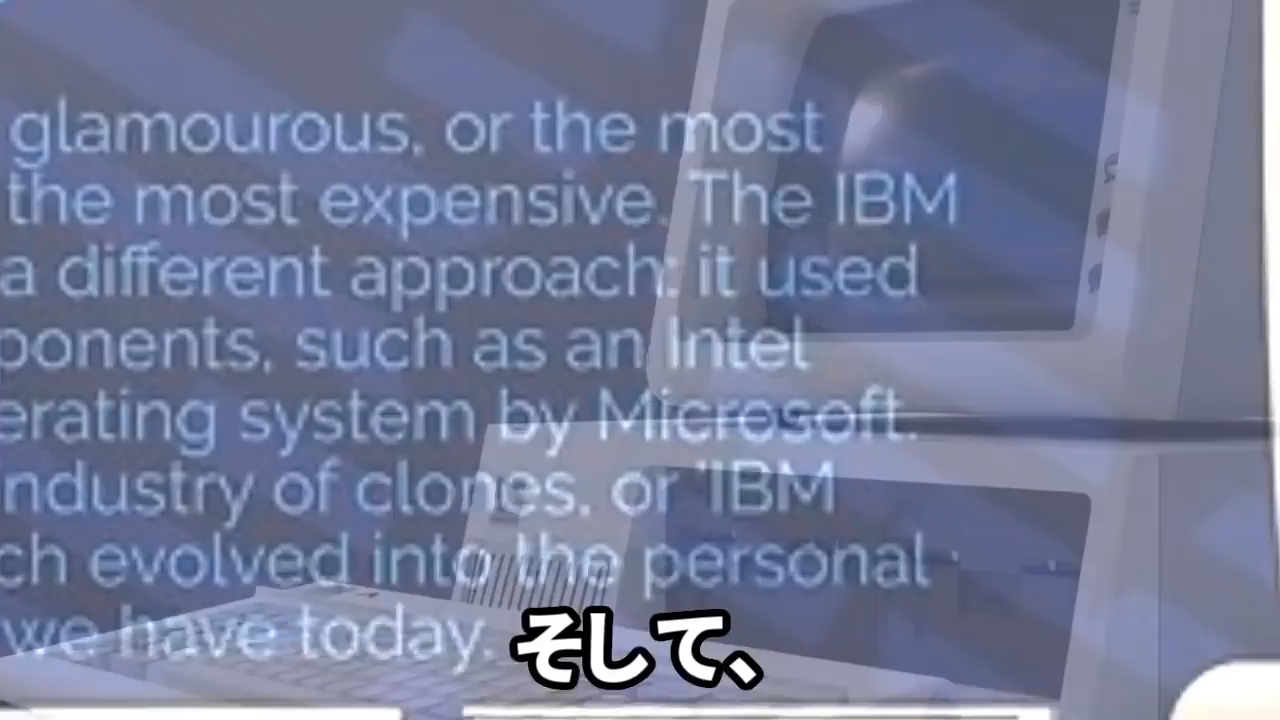 glamourous, or the most
the most expensive. The IBM
a different approach: it used
ponents, such as an Intel
erating system by Microsoft.
ndustry of clones, or 'IBM
ch evolved into the personal
we have today.
そして、